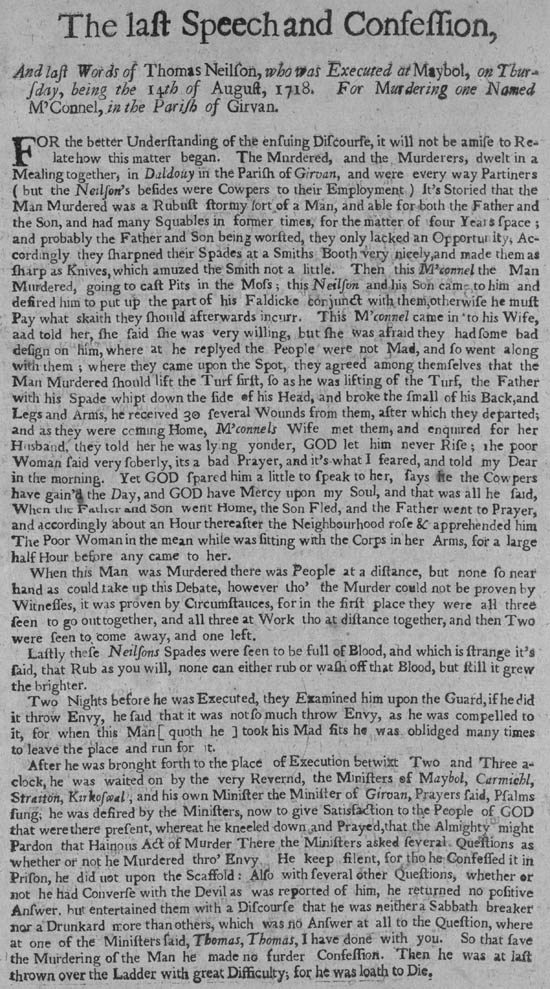 The laſt Speech and Confeſſion,
And laſt Words of Thomas Neilſon, who was Executed at Maybol, on Thur-
ſday, being the 14th of Auguſt, 1718. For Murdering one Named
M'Connel, in the Pariſh of Girvan.
FOR the better Underſtanding of the enſuing Diſcourſe, it will not be amiſe to Re-
late how this matter began. The Murdered, and the Murderers, dwelt in a
Mealing together, in Daldouy in the Pariſh of Girvan, and were every way Partiners
( but the Neilſon's beſides were Cowpers to their Employment ) It's Storied that the
Man Murdered was a Rubuſt ſtormy ſort of a Man, and able for both the Father and
the Son, and had many Squables in former times, for the matter of four Years ſpace ;
and probably the Father and Son being worſted, they only lacked an Opportunity, Ac-
cordingly they ſharpned their Spades at a Smiths Booth very nicely, and made them as
ſharp as Knives, which amuzed the Smith not a little. Then this M'connel the Man
Murdered, going to caſt Pits in the Moſs ; this Neilſon and his Son came to him and
deſired him to put up the part of his Faldicke conjunct with them, otherwiſe he muſt
Pay what skaith they ſhould afterwards incurr. This M'connel came in to his Wife,
aad told her, ſhe ſaid ſhe was very willing, but ſhe was afraid they had ſome bad
deſign on him, where at he replyed the People were not Mad, and ſo went along
with them ; where they came upon the Spot, they agreed among themſelves that the
Man Murdered ſhould lift the Turf firſt, ſo as he was lifting of the Turf, the Father
with his Spade whipt down the ſide of his Head, and broke the ſmall of his Back, and
Legs and Arms, he received 30 ſeveral Wounds from them, after which they departed;
and as they were coming Home, M'connels Wife met them, and enquired for her
Husband, they told her he was lying yonder, GOD let him never Riſe ; the poor
Woman ſaid very ſoberly, its a bad Prayer, and it's what I feared, and told my Dear
in the morning. Yet GOD ſpared him a little to ſpeak to her, ſays he the Cowpers
have gain'd the Day, and GOD have Mercy upon my Soul, and that was all he ſaid,
When the Father and Son went Home, the Son Fled, and the Father went to Prayer,
and accordingly about an Hour thereafter the Neighbourhood roſe & apprehended him
The Poor Woman in the mean while was ſitting with the Corps in her Arms, for a large
half Hour before any came to her.
When this Man was Murdered there was People at a diſtance, but none ſo near
hand as could take up this Debate, however tho' the Murder could not be proven by
Witneſſes, it was proven by Circumſtances, for in the firſt place they were all three
ſeen to go out together, and all three at Work tho at diſtance together, and then Two
were ſeen to come away, and one left.
Laſtly theſe Neilſons Spades were ſeen to be full of Blood, and which is ſtrange it's
ſaid, that Rub as you will, none can either rub or waſh off that Blood, but ſtill it grew
the brighter.
Two Nights before he was Executed, they Examined him upon the Guard, if he did
it throw Envy, he ſaid that it was not ſo much throw Envy, as he was compelled to
it, for when this Man [ quoth he ] took his Mad fits he was oblidged many times
to leave the place and run for it.
After he was brought forth to the place of Execution betwixt Two and Three a-
clock, he was waited on by the very Revernd, the Miniſters of Maybol, Carmichl,
Straiton, Kirkoſwal, and his own Miniſter the Miniſter of Girvan, Prayers ſaid, Pſalms
ſung; he was deſired by the Miniſters, now to give Satisfaction to the People of GOD
that were there preſent, whereat he kneeled down and Prayed, that the Almighty might
Pardon that Hainous Act of Murder There the Miniſters asked ſeveral Queſtions as
whether or not he Murdered thro' Envy. He keep ſilent, for tho he Confeſſed it in
Priſon, he did not upon the Scaffold : Alſo with ſeveral other Queſtions, whether or
not he had Converſe with the Devil as was reported of him, he returned no poſitive
Anſwer, but entertained them with a Diſcourſe that he was neither a Sabbath breaker
nor a Drunkard more than others, which was no Anſwer at all to the Queſtion, where
at one of the Miniſters ſaid, Thomas, Thomas, I have done with you. So that ſave
the Murdering of the Man he made no furder Confeſſion. Then he was at laſt
thrown over the Ladder with great Difficulty; for he was loath to Die.